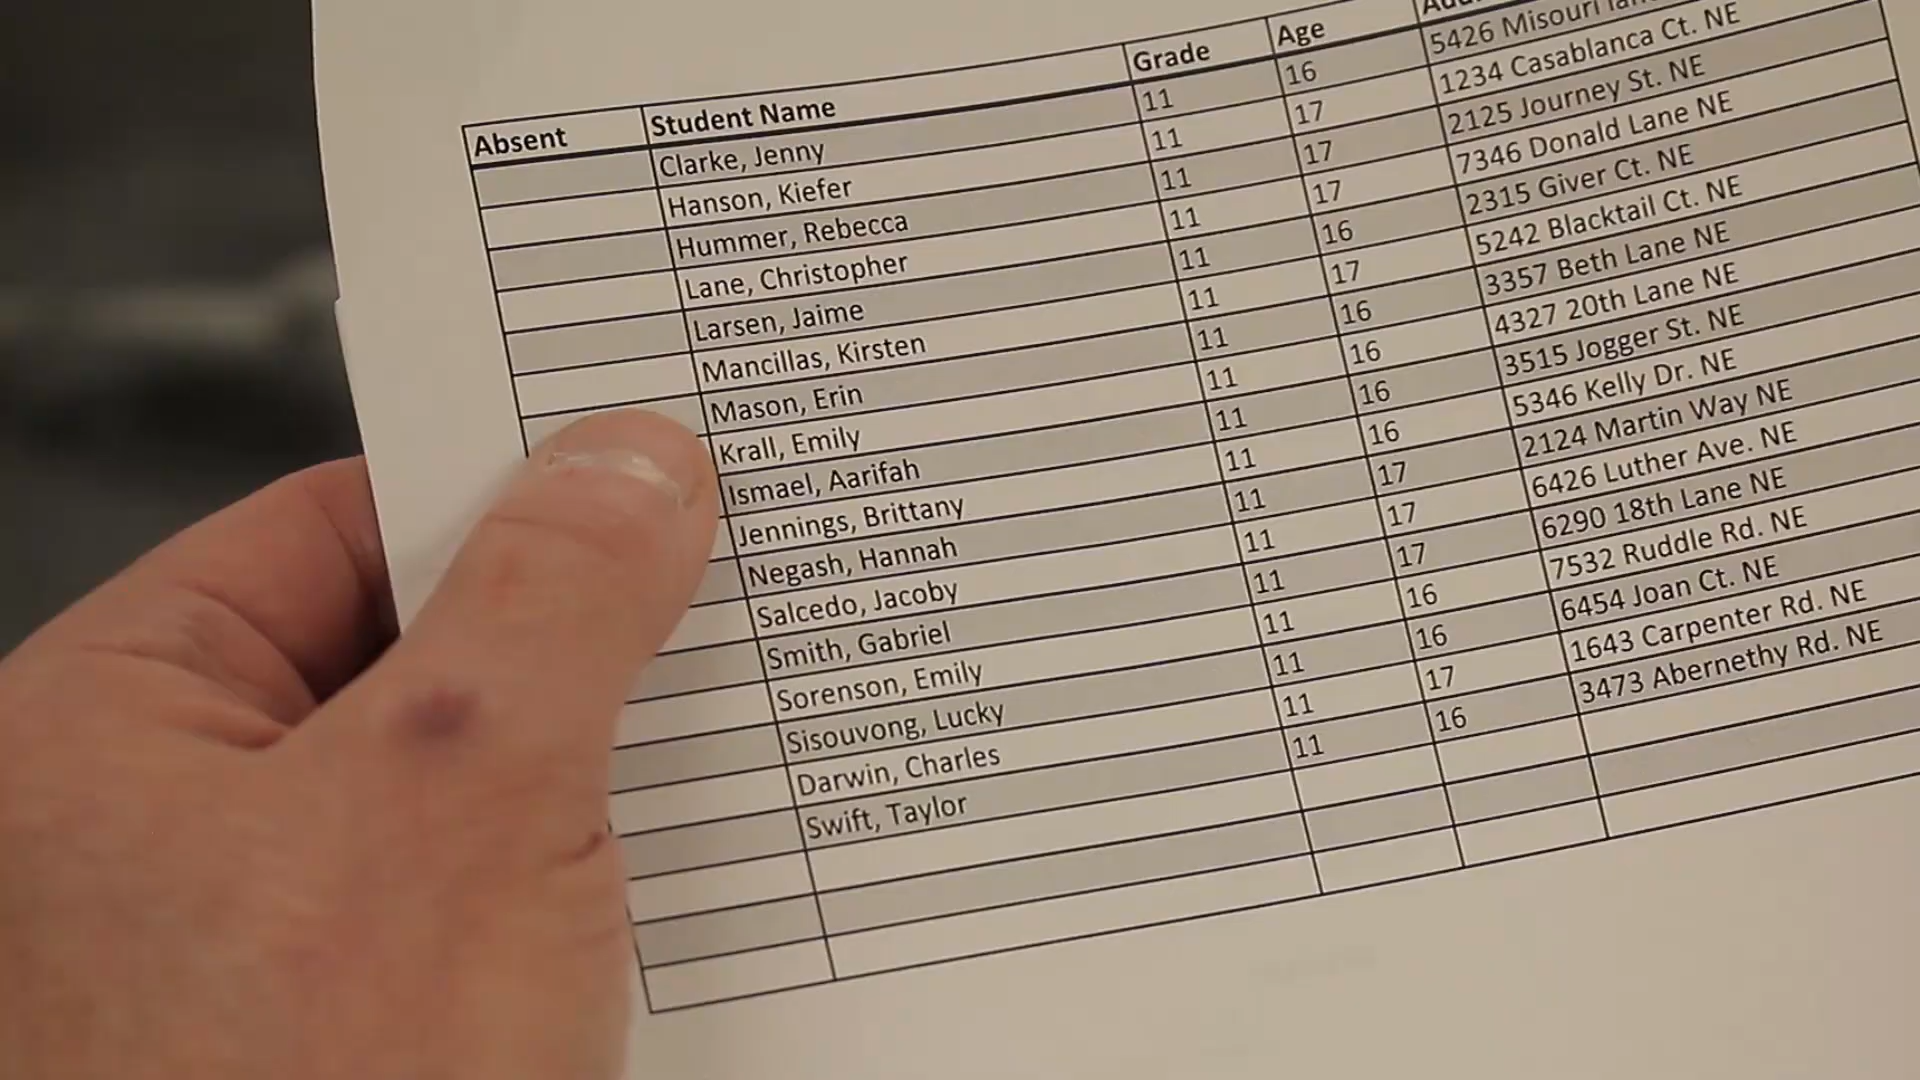 Absent Student Name Grade Age
Clarke, Jenny 11 16 5426 Misouri
Hanson, Kiefer 11 17 1234 Casablanca Ct. NE
Hummer, Rebecca 11 17 2125 Journey St. NE
Lane, Christopher 11 17 7346 Donald Lane NE
Larsen, Jaime 11 16 2315 Giver Ct. NE
Mancillas, Kirsten 11 17 5242 Blacktail Ct. NE
Mason, Erin 11 16 3357 Beth Lane NE
Krall, Emily 11 16 4327 20th Lane NE
Ismael, Aarifah 11 16 3515 Jogger St. NE
Jennings, Brittany 11 16 5346 Kelly Dr. NE
Negash, Hannah 11 17 2124 Martin Way NE
Salcedo, Jacoby 11 17 6426 Luther Ave. NE
Smith, Gabriel 11 17 6290 18th Lane NE
Sorenson, Emily 11 16 7532 Ruddle Rd. NE
Sisouvong, Lucky 11 16 6454 Joan Ct. NE
Darwin, Charles 11 17 1643 Carpenter Rd. NE
Swift, Taylor 11 16 3473 Abernethy Rd. NE